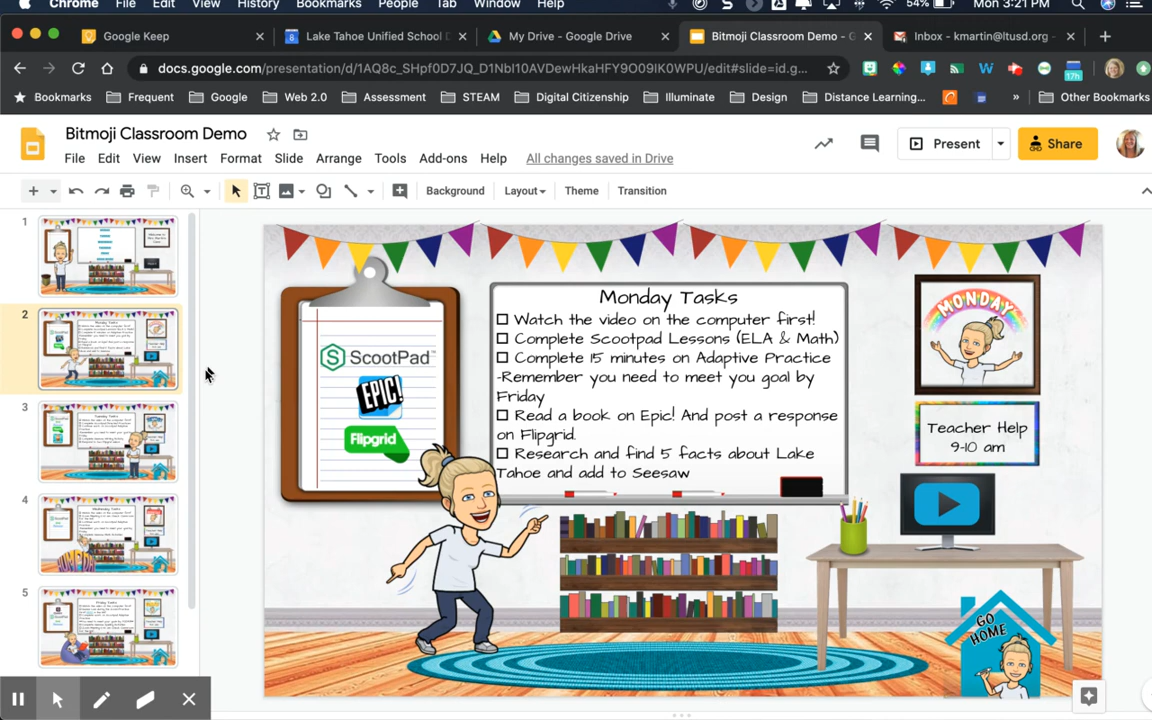 Chrome File Edit View History Bookmarks People Tab Window Help 54% Mon 3:21 PM
Google Keep Lake Tahoe Unified School D My Drive - Google Drive Bitmoji Classroom Demo - G Inbox - kmartin@ltusd.org -
docs.google.com/presentation/d/1AQ8c_SHpf0D7JQ_D1NbI10AVDewHkaHFY9O09IK0WPU/edit#slide=id.g...
17h
Bookmarks Frequent Google Web 2.0 Assessment STEAM Digital Citizenship Illuminate Design Distance Learning... » Other Bookmarks
Bitmoji Classroom Demo
Present Share
File Edit View Insert Format Slide Arrange Tools Add-ons Help All changes saved in Drive
Background Layout Theme Transition
1
2
3
4
5
ScootPad
EPIC!
Flipgrid
Monday Tasks
☐ Watch the video on the computer first!
☐ Complete Scootpad Lessons (ELA & Math)
☐ Complete 15 minutes on Adaptive Practice
-Remember you need to meet you goal by
Friday
☐ Read a book on Epic! And post a response
on Flipgrid.
☐ Research and find 5 facts about Lake
Tahoe and add to Seesaw
MONDAY
Teacher Help
9-10 am
GO
HOME